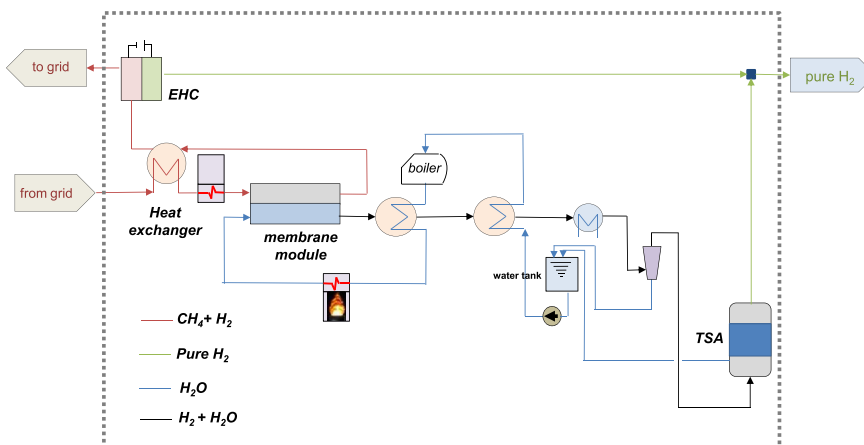 to grid
EHC
pure H₂
from grid
Heat
exchanger
boiler
membrane
module
water tank
TSA
CH₄+ H₂
Pure H₂
H₂O
H₂ + H₂O